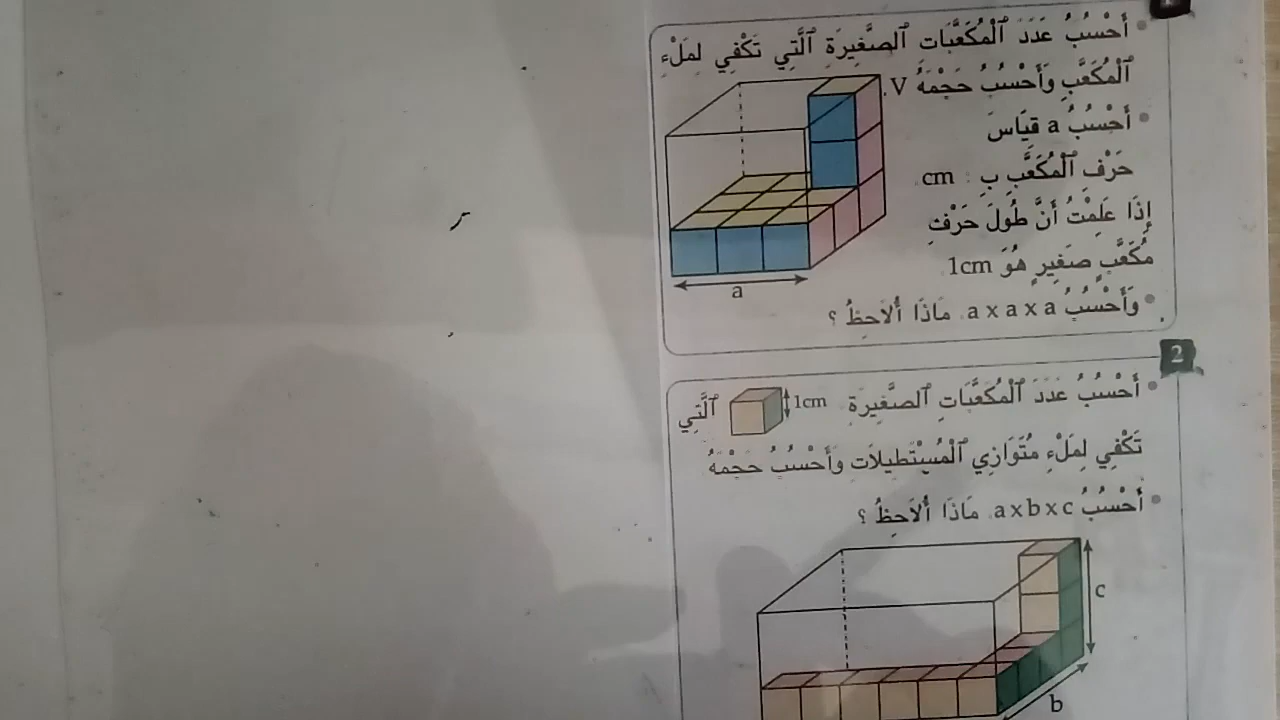 أَحْسُبُ عَدَدَ ٱلْمُكَعَّبَاتِ ٱلصَّغِيرَةِ ٱلَّتِي تَكْفِي لِمَلْءِ
ٱلْمُكَعَّبِ وَأَحْسُبُ حَجْمَهُ V.
أَحْسُبُ a قِيَاسَ
حَرْفِ ٱلْمُكَعَّبِ بِ : cm
إِذَا عَلِمْتُ أَنَّ طُولَ حَرْفِ
مُكَعَّبٍ صَغِيرٍ هُوَ 1cm
وَأَحْسُبُ a x a x a. مَاذَا أُلَاحِظُ ؟
a
2
أَحْسُبُ عَدَدَ ٱلْمُكَعَّبَاتِ ٱلصَّغِيرَةِ 1cm ٱلَّتِي
تَكْفِي لِمَلْءِ مُتَوَازِي ٱلْمُسْتَطِيلَاتِ وَأَحْسُبُ حَجْمَهُ
أَحْسُبُ a x b x c. مَاذَا أُلَاحِظُ ؟
c
b